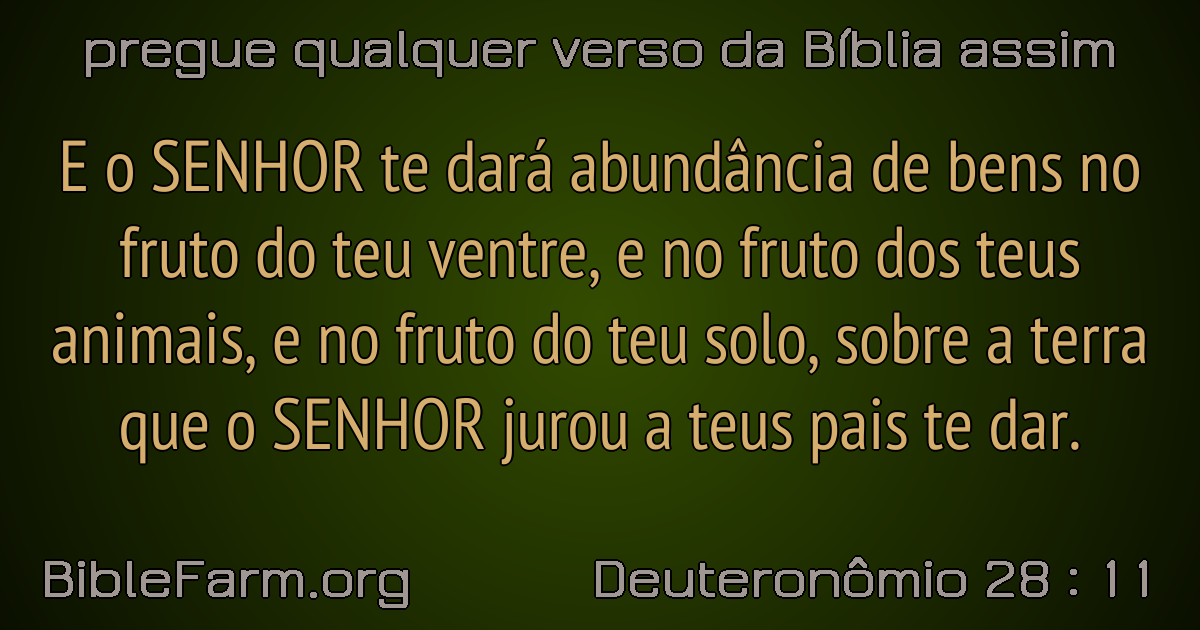 pregue qualquer verso da Bíblia assim
E o SENHOR te dará abundância de bens no
fruto do teu ventre, e no fruto dos teus
animais, e no fruto do teu solo, sobre a terra
que o SENHOR jurou a teus pais te dar.
BibleFarm.org
Deuteronômio 28 : 11